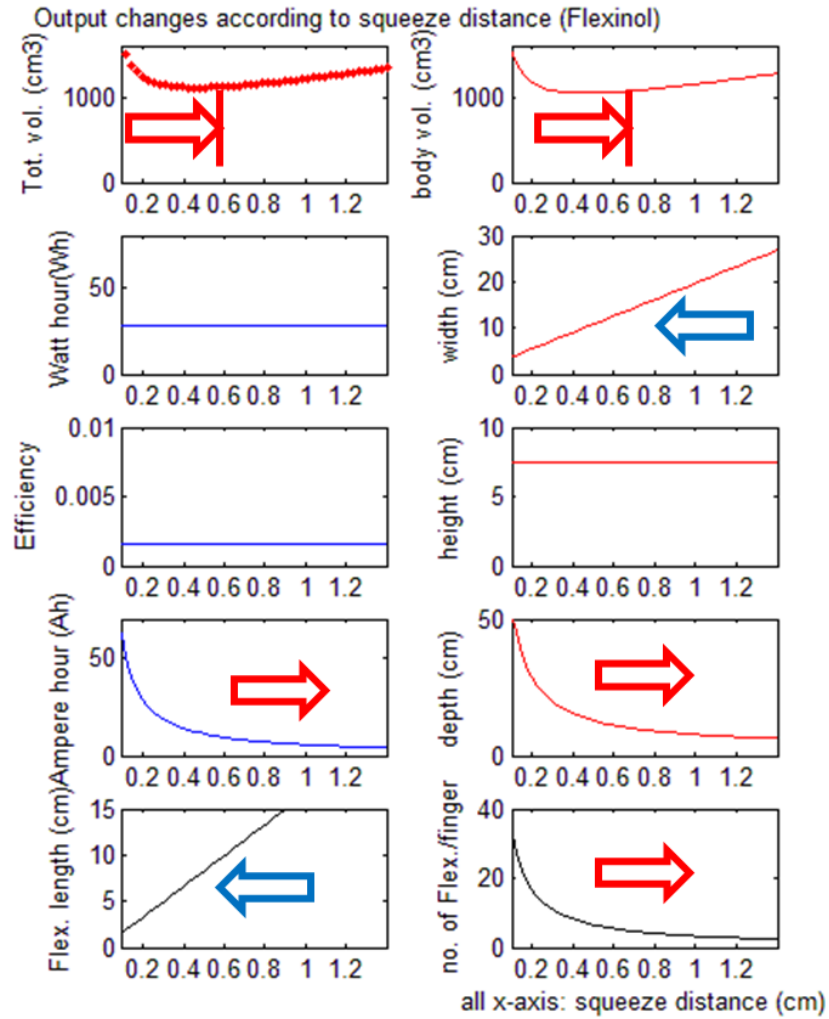 Output changes according to squeeze distance (Flexinol)
Tot. vol. (cm3)
1000
0
0.2 0.4 0.6 0.8 1 1.2
body vol. (cm3)
1000
0
0.2 0.4 0.6 0.8 1 1.2
Watt hour(Wh)
50
0
0.2 0.4 0.6 0.8 1 1.2
width (cm)
30
20
10
0
0.2 0.4 0.6 0.8 1 1.2
Efficiency
0.01
0.005
0
0.2 0.4 0.6 0.8 1 1.2
height (cm)
10
5
0
0.2 0.4 0.6 0.8 1 1.2
Ampere hour (Ah)
50
0
0.2 0.4 0.6 0.8 1 1.2
depth (cm)
50
0
0.2 0.4 0.6 0.8 1 1.2
Flex. length (cm)
15
10
5
0
0.2 0.4 0.6 0.8 1 1.2
no. of Flex./finger
40
20
0
0.2 0.4 0.6 0.8 1 1.2
all x-axis: squeeze distance (cm)